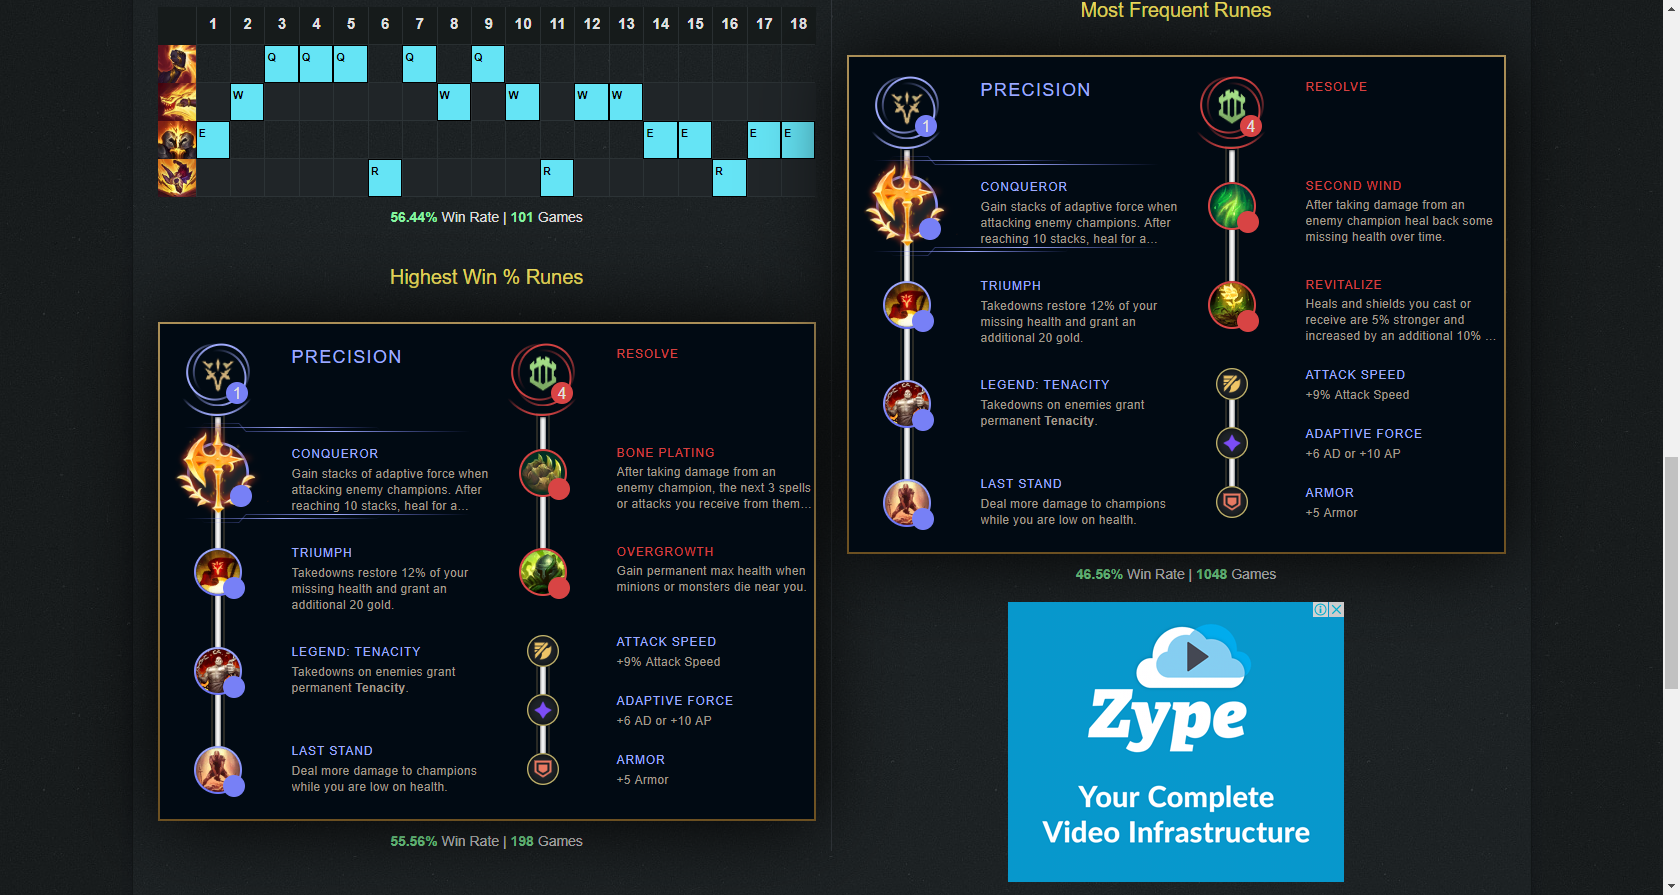 1 2 3 4 5 6 7 8 9 10 11 12 13 14 15 16 17 18
Q Q Q Q Q
W W W W W
E E E E E
R R R
56.44% Win Rate | 101 Games
Highest Win % Runes
PRECISION
1
CONQUEROR
Gain stacks of adaptive force when
attacking enemy champions. After
reaching 10 stacks, heal for a...
TRIUMPH
Takedowns restore 12% of your
missing health and grant an
additional 20 gold.
LEGEND: TENACITY
Takedowns on enemies grant
permanent Tenacity.
LAST STAND
Deal more damage to champions
while you are low on health.
RESOLVE
4
BONE PLATING
After taking damage from an
enemy champion, the next 3 spells
or attacks you receive from them...
OVERGROWTH
Gain permanent max health when
minions or monsters die near you.
ATTACK SPEED
+9% Attack Speed
ADAPTIVE FORCE
+6 AD or +10 AP
ARMOR
+5 Armor
55.56% Win Rate | 198 Games
Most Frequent Runes
PRECISION
1
CONQUEROR
Gain stacks of adaptive force when
attacking enemy champions. After
reaching 10 stacks, heal for a...
TRIUMPH
Takedowns restore 12% of your
missing health and grant an
additional 20 gold.
LEGEND: TENACITY
Takedowns on enemies grant
permanent Tenacity.
LAST STAND
Deal more damage to champions
while you are low on health.
RESOLVE
4
SECOND WIND
After taking damage from an
enemy champion heal back some
missing health over time.
REVITALIZE
Heals and shields you cast or
receive are 5% stronger and
increased by an additional 10% ...
ATTACK SPEED
+9% Attack Speed
ADAPTIVE FORCE
+6 AD or +10 AP
ARMOR
+5 Armor
46.56% Win Rate | 1048 Games
Zype
Your Complete
Video Infrastructure